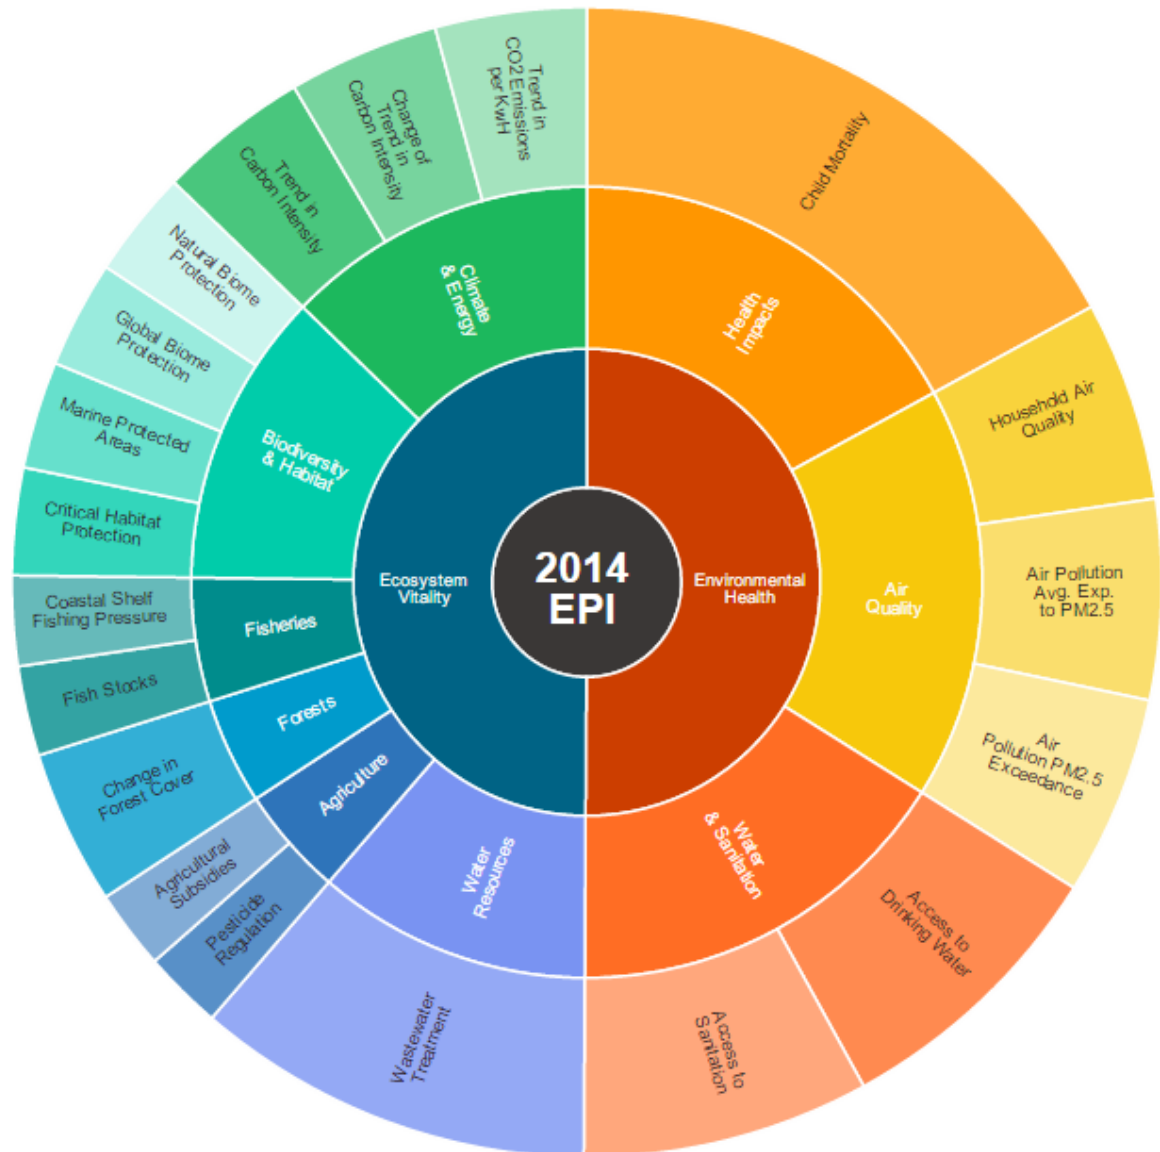 2014
EPI
Environmental
Health
Ecosystem
Vitality
Health
Impacts
Air
Quality
Water
& Sanitation
Water
Resources
Agriculture
Forests
Fisheries
Biodiversity
& Habitat
Climate
& Energy
Child Mortality
Household Air
Quality
Air Pollution
Avg. Exp.
to PM2.5
Air
Pollution PM2.5
Exceedance
Access to
Drinking Water
Access to
Sanitation
Wastewater
Treatment
Pesticide
Regulation
Agricultural
Subsidies
Change in
Forest Cover
Fish Stocks
Coastal Shelf
Fishing Pressure
Critical Habitat
Protection
Marine Protected
Areas
Global Biome
Protection
Natural Biome
Protection
Trend in
Carbon Intensity
Change of
Trend in
Carbon Intensity
Trend in
CO2 Emissions
per KwH